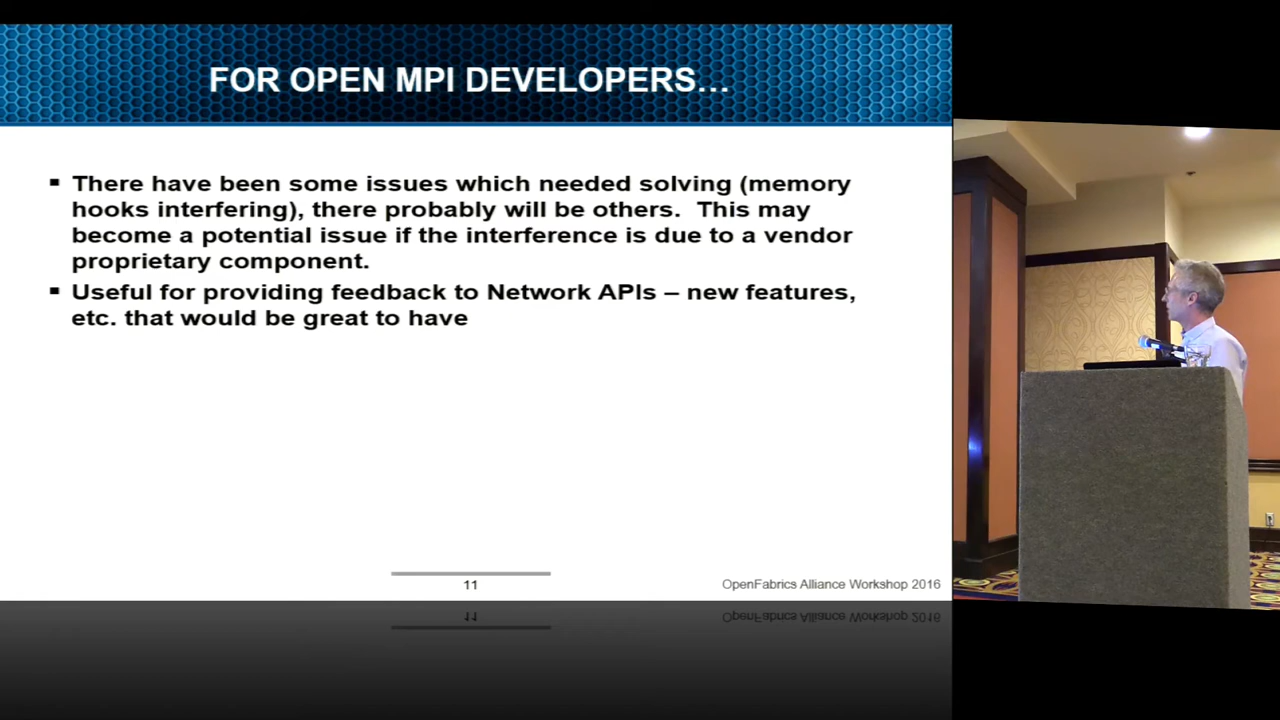 FOR OPEN MPI DEVELOPERS…
▪ There have been some issues which needed solving (memory
hooks interfering), there probably will be others. This may
become a potential issue if the interference is due to a vendor
proprietary component.
▪ Useful for providing feedback to Network APIs – new features,
etc. that would be great to have
11
OpenFabrics Alliance Workshop 2016